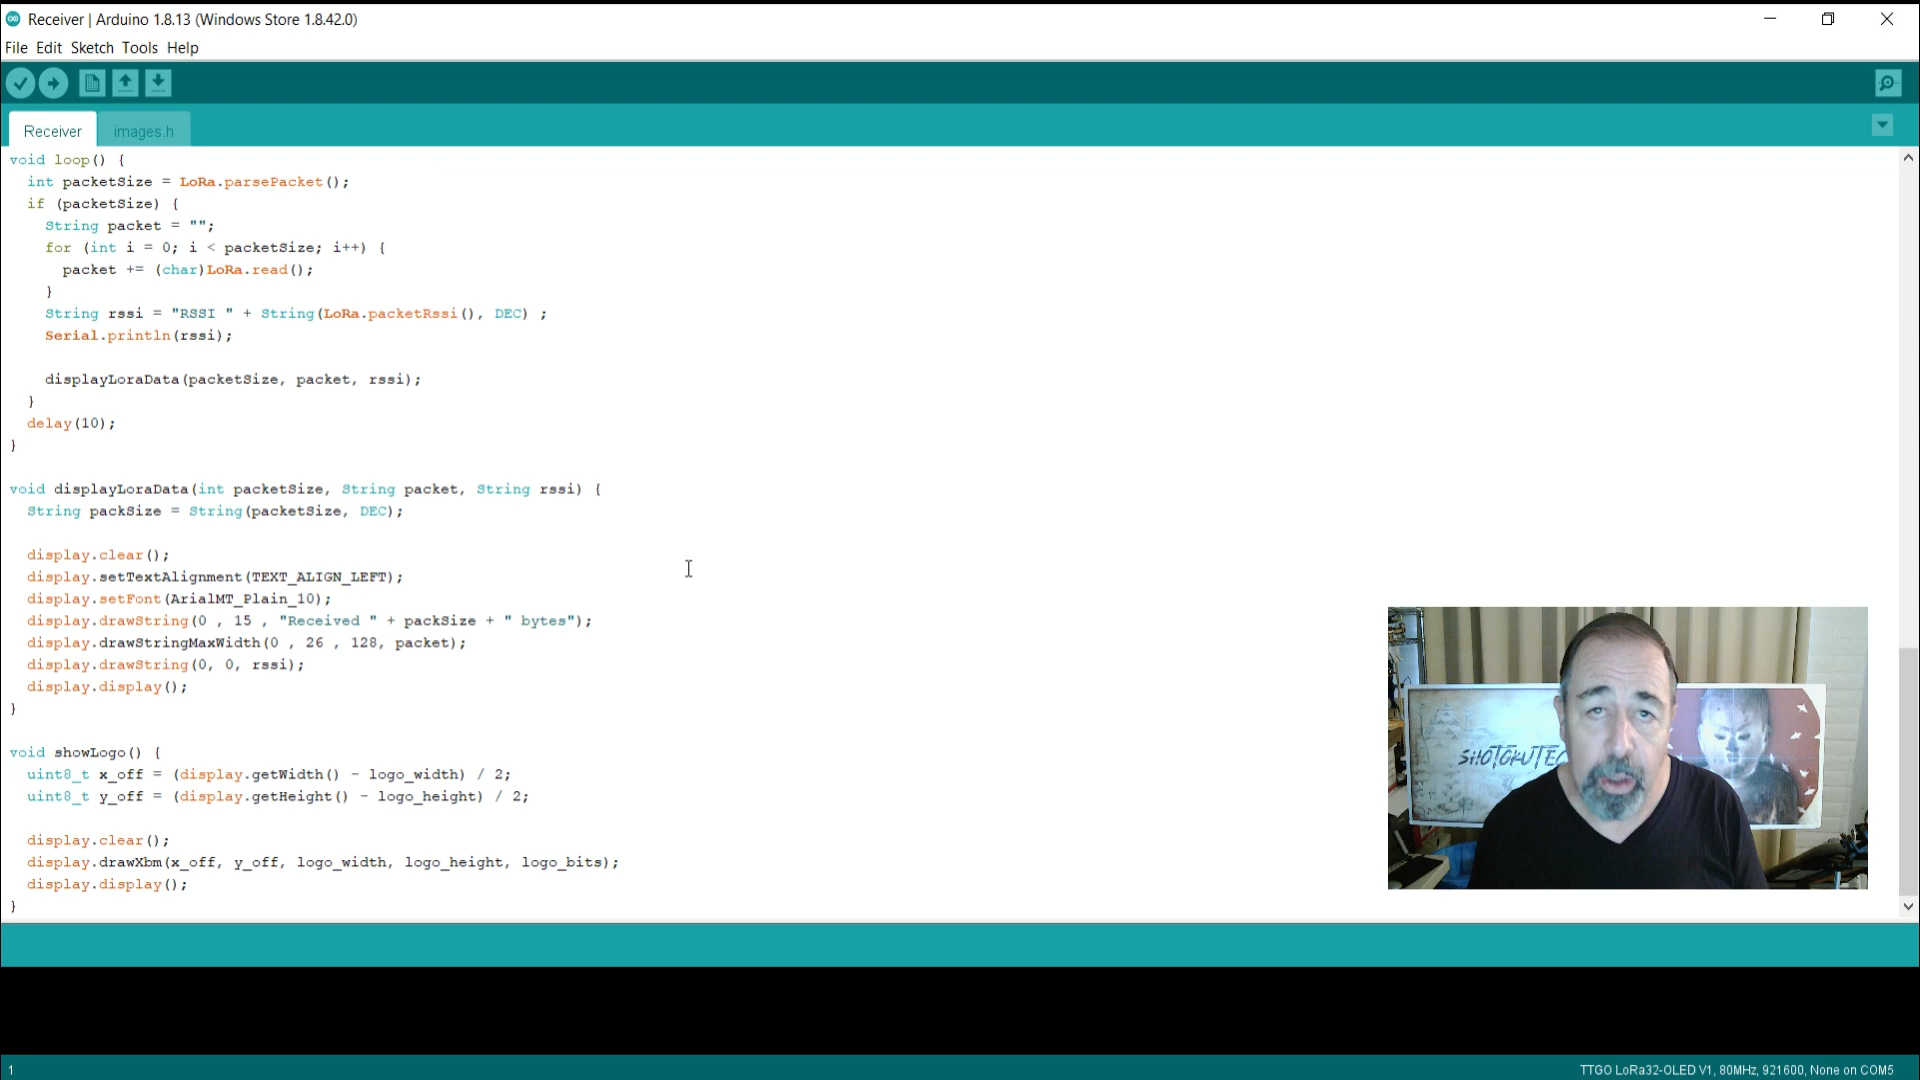 Receiver | Arduino 1.8.13 (Windows Store 1.8.42.0)
File Edit Sketch Tools Help
Receiver images.h
void loop() {
  int packetSize = LoRa.parsePacket();
  if (packetSize) {
    String packet = "";
    for (int i = 0; i < packetSize; i++) {
      packet += (char)LoRa.read();
    }
    String rssi = "RSSI " + String(LoRa.packetRssi(), DEC) ;
    Serial.println(rssi);
    displayLoraData(packetSize, packet, rssi);
  }
  delay(10);
}
void displayLoraData(int packetSize, String packet, String rssi) {
  String packSize = String(packetSize, DEC);
  display.clear();
  display.setTextAlignment(TEXT_ALIGN_LEFT);
  display.setFont(ArialMT_Plain_10);
  display.drawString(0 , 15 , "Received " + packSize + " bytes");
  display.drawStringMaxWidth(0 , 26 , 128, packet);
  display.drawString(0, 0, rssi);
  display.display();
}
void showLogo() {
  uint8_t x_off = (display.getWidth() - logo_width) / 2;
  uint8_t y_off = (display.getHeight() - logo_height) / 2;
  display.clear();
  display.drawXbm(x_off, y_off, logo_width, logo_height, logo_bits);
  display.display();
}
SHOTOKUTEC
1
TTGO LoRa32-OLED V1, 80MHz, 921600, None on COM5